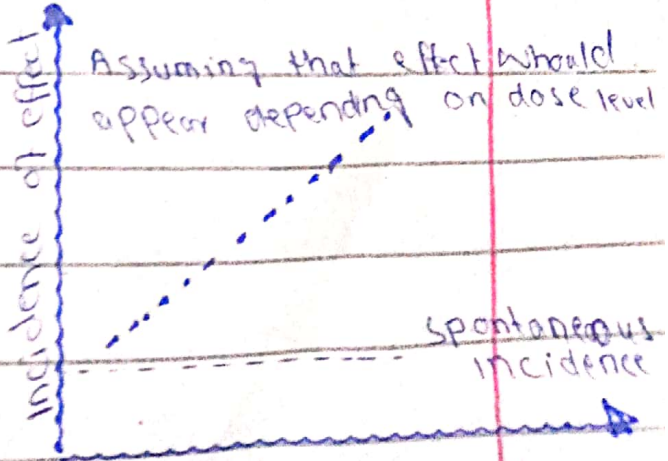 Assuming that effect whould
appear depending on dose level
Incidence of effect
spontaneous
incidence